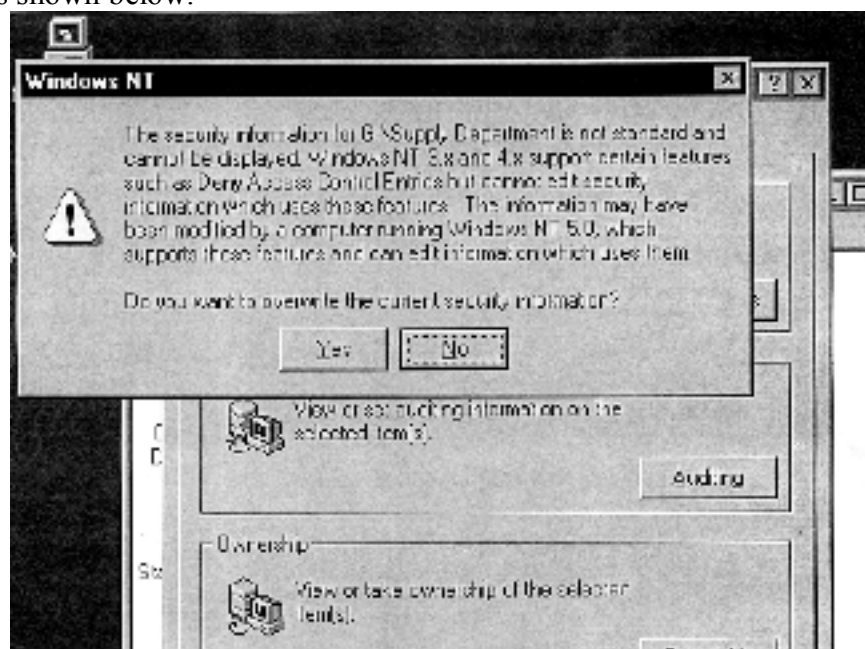 s shown below.
Windows NT
The security information for G:\Supply Department is not standard and
cannot be displayed. Windows NT 3.x and 4.x support certain features
such as Deny Access Control Entries but cannot edit security
information which uses these features. The information may have
been modified by a computer running Windows NT 5.0, which
supports these features and can edit information which uses them.
Do you want to overwrite the current security information?
Yes No
View or set auditing information on the
selected item(s).
Auditing
Ownership
View or take ownership of the selected
item(s).